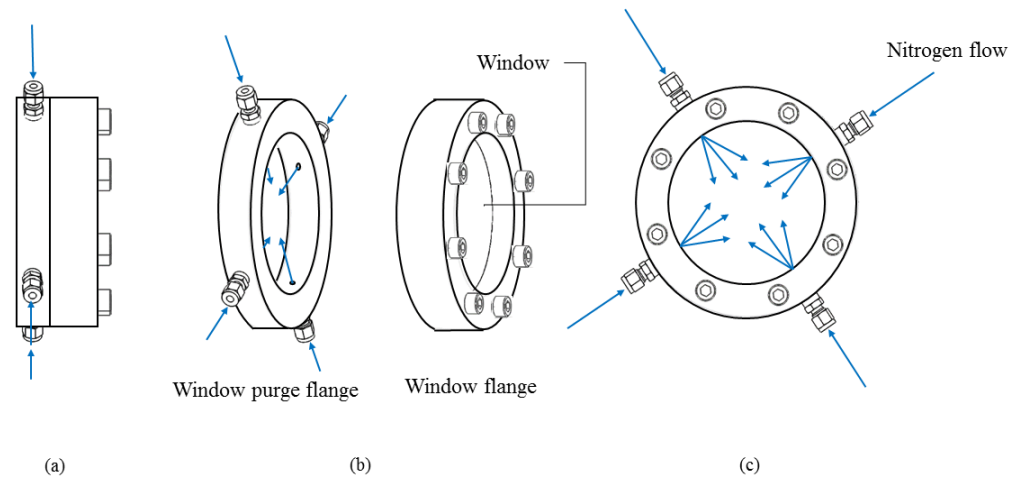 Window
Nitrogen flow
Window purge flange
Window flange
(a)
(b)
(c)